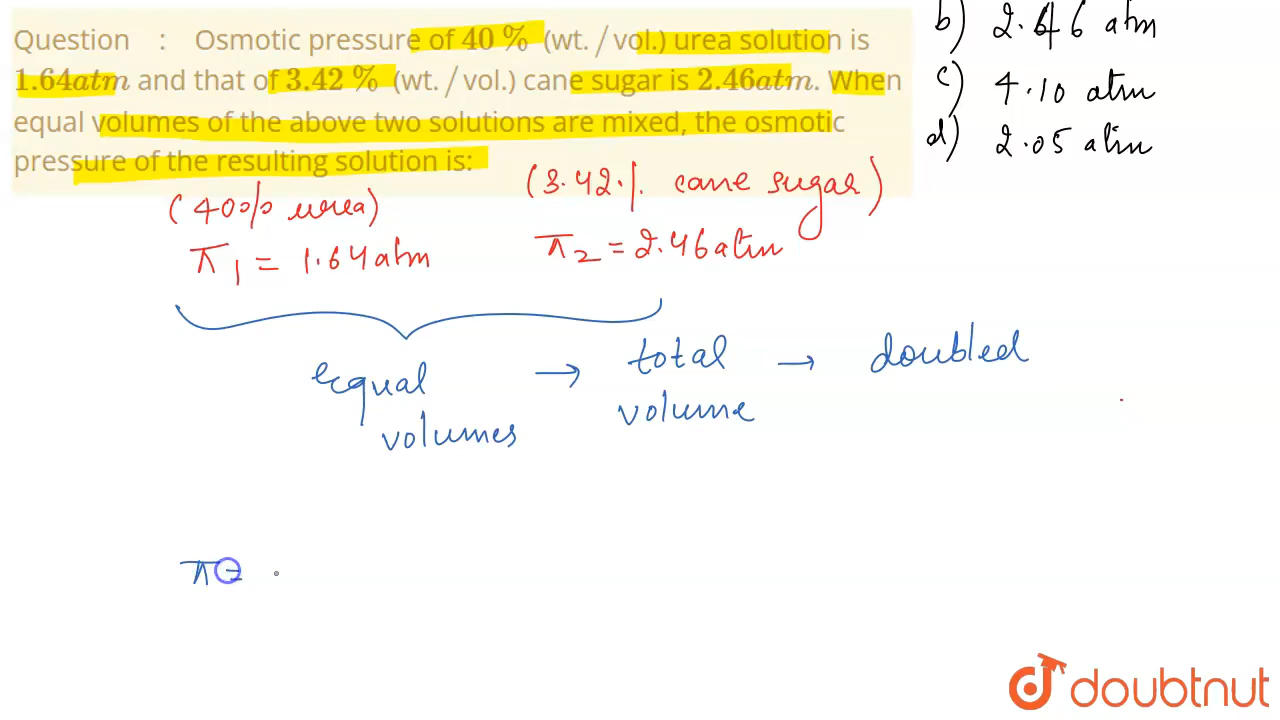 Question : Osmotic pressure of 40 % (wt. / vol.) urea solution is
1.64atm and that of 3.42 % (wt. / vol.) cane sugar is 2.46atm. When
equal volumes of the above two solutions are mixed, the osmotic
pressure of the resulting solution is:
b) 2.46 atm
c) 4.10 atm
d) 2.05 atm
(40% urea)
(3.42 % cane sugar)
π1 = 1.64 atm
π2 = 2.46 atm
equal volumes → total volume → doubled
π =
doubtnut